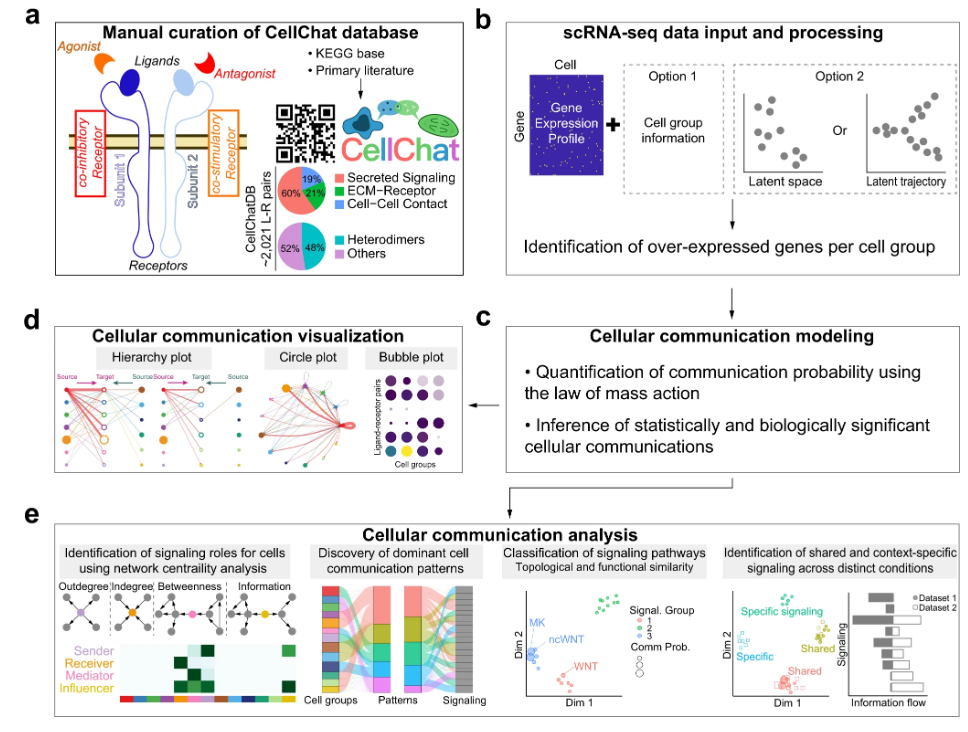 a
Manual curation of CellChat database
Agonist
Ligands
Antagonist
• KEGG base
• Primary literature
co-inhibitory
Receptor
Subunit 1
Subunit 2
co-stimulatory
Receptor
Receptors
CellChat
CellChatDB
~2,021 L-R pairs
19%
60%
21%
Secreted Signaling
ECM−Receptor
Cell−Cell Contact
52%
48%
Heterodimers
Others
b
scRNA-seq data input and processing
Cell
Gene
Gene
Expression
Profile
+
Option 1
Cell group
information
Option 2
Or
Latent space
Latent trajectory
Identification of over-expressed genes per cell group
d
Cellular communication visualization
Hierarchy plot
Circle plot
Bubble plot
Source
Target
Source
Source
Target
Source
Ligand-receptor pairs
Cell groups
c
Cellular communication modeling
• Quantification of communication probability using
the law of mass action
• Inference of statistically and biologically significant
cellular communications
e
Cellular communication analysis
Identification of signaling roles for cells
using network centraility analysis
Outdegree
Indegree
Betweenness
Information
Sender
Receiver
Mediator
Influencer
Discovery of dominant cell
communication patterns
Cell groups
Patterns
Signaling
Classification of signaling pathways
Topological and functional similarity
MK
ncWNT
WNT
Dim 2
Dim 1
Signal. Group
1
2
3
Comm Prob.
Identification of shared and context-specific
signaling across distinct conditions
Specific signaling
Specific
Shared
Shared
Dim 2
Dim 1
Signaling
Dataset 1
Dataset 2
Information flow